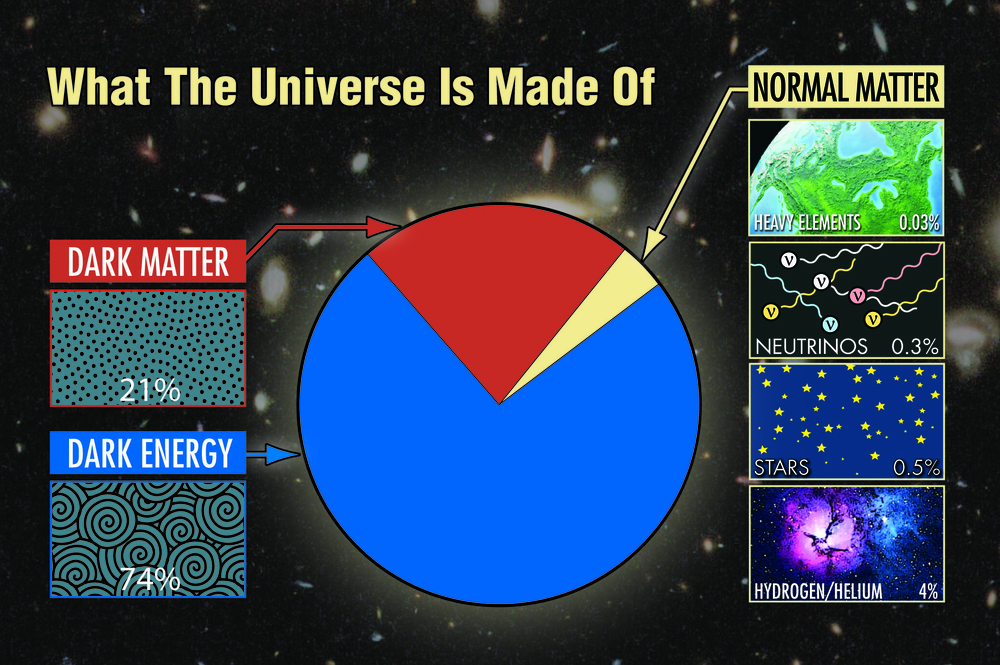 What The Universe Is Made Of
NORMAL MATTER
HEAVY ELEMENTS 0.03%
ν ν ν ν ν ν
NEUTRINOS 0.3%
STARS 0.5%
HYDROGEN/HELIUM 4%
DARK MATTER
21%
DARK ENERGY
74%